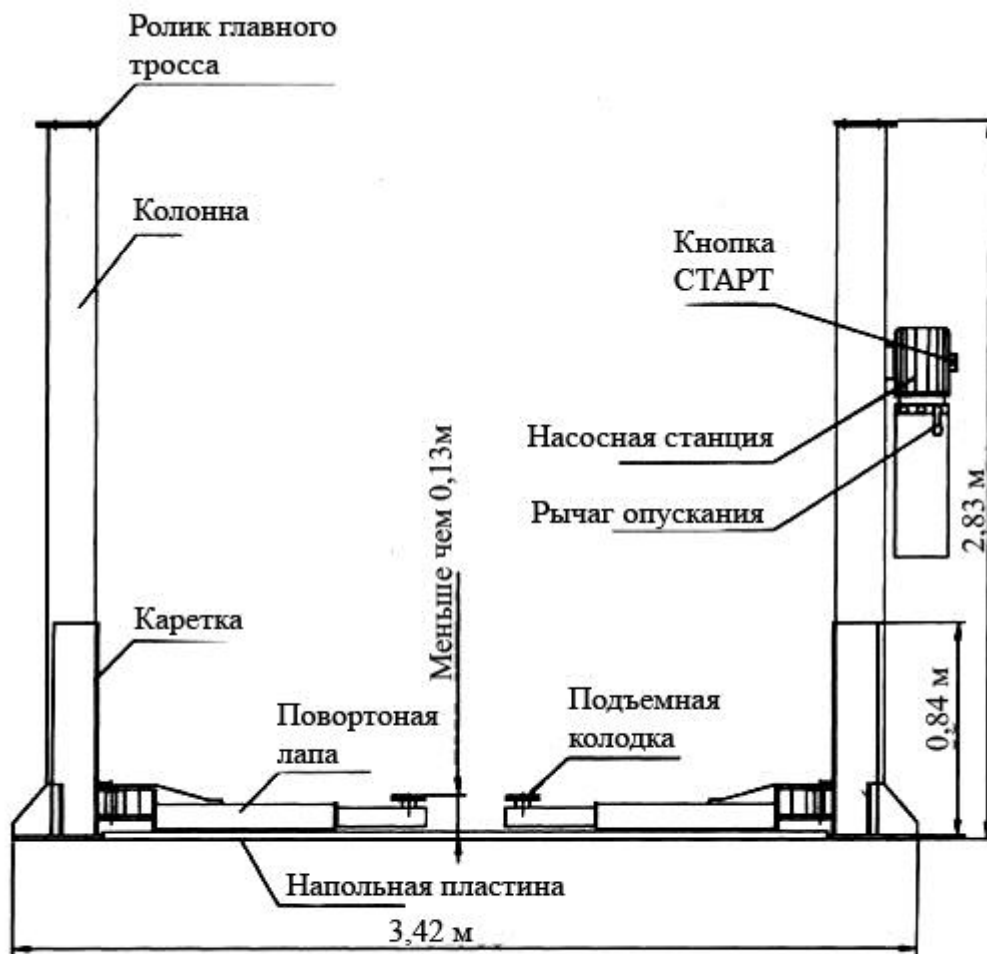 Ролик главного
тросса
Колонна
Кнопка
СТАРТ
Насосная станция
Рычаг опускания
2,83 м
Меньше чем 0,13м
Каретка
Повортоная
лапа
Подъемная
колодка
0,84 м
Напольная пластина
3,42 м